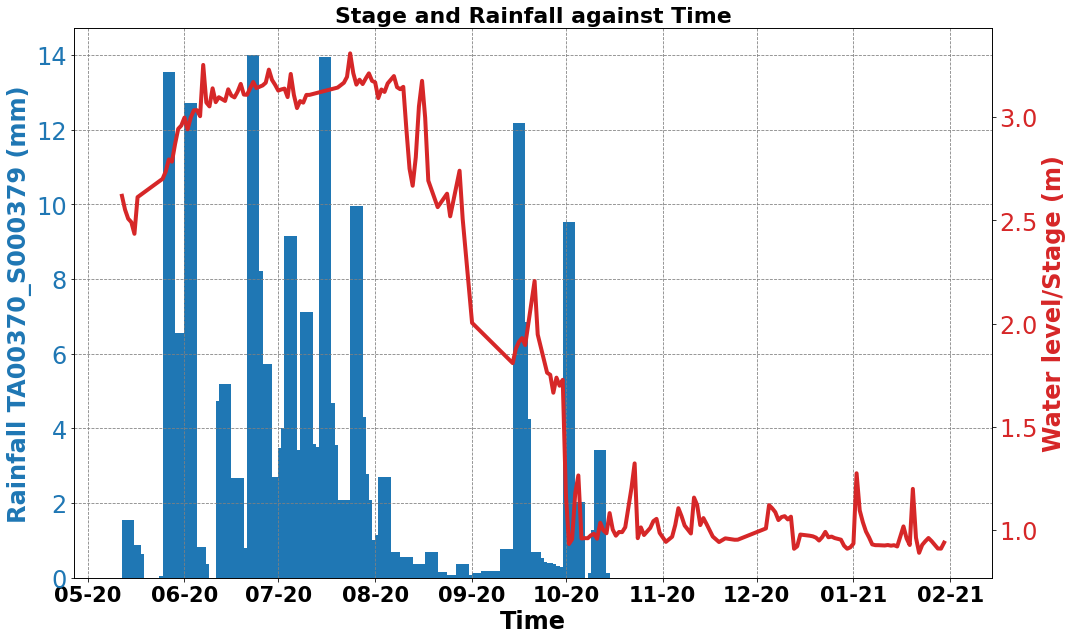 Stage and Rainfall against Time
Rainfall TA00370_S000379 (mm)
14
12
10
8
6
4
2
0
3.0
2.5
2.0
1.5
1.0
Water level/Stage (m)
05-20 06-20 07-20 08-20 09-20 10-20 11-20 12-20 01-21 02-21
Time